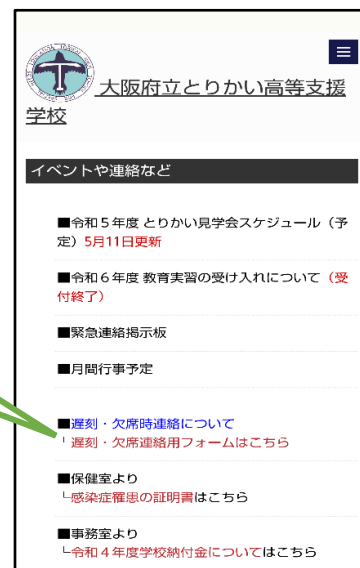 大阪府立とりかい高等支援
学校
イベントや連絡など
■令和５年度 とりかい見学会スケジュール（予
定）5月11日更新
■令和６年度 教育実習の受け入れについて（受
付終了）
■緊急連絡掲示板
■月間行事予定
■遅刻・欠席時連絡について
└遅刻・欠席連絡用フォームはこちら
■保健室より
└感染症罹患の証明書はこちら
■事務室より
└令和４年度学校納付金についてはこちら